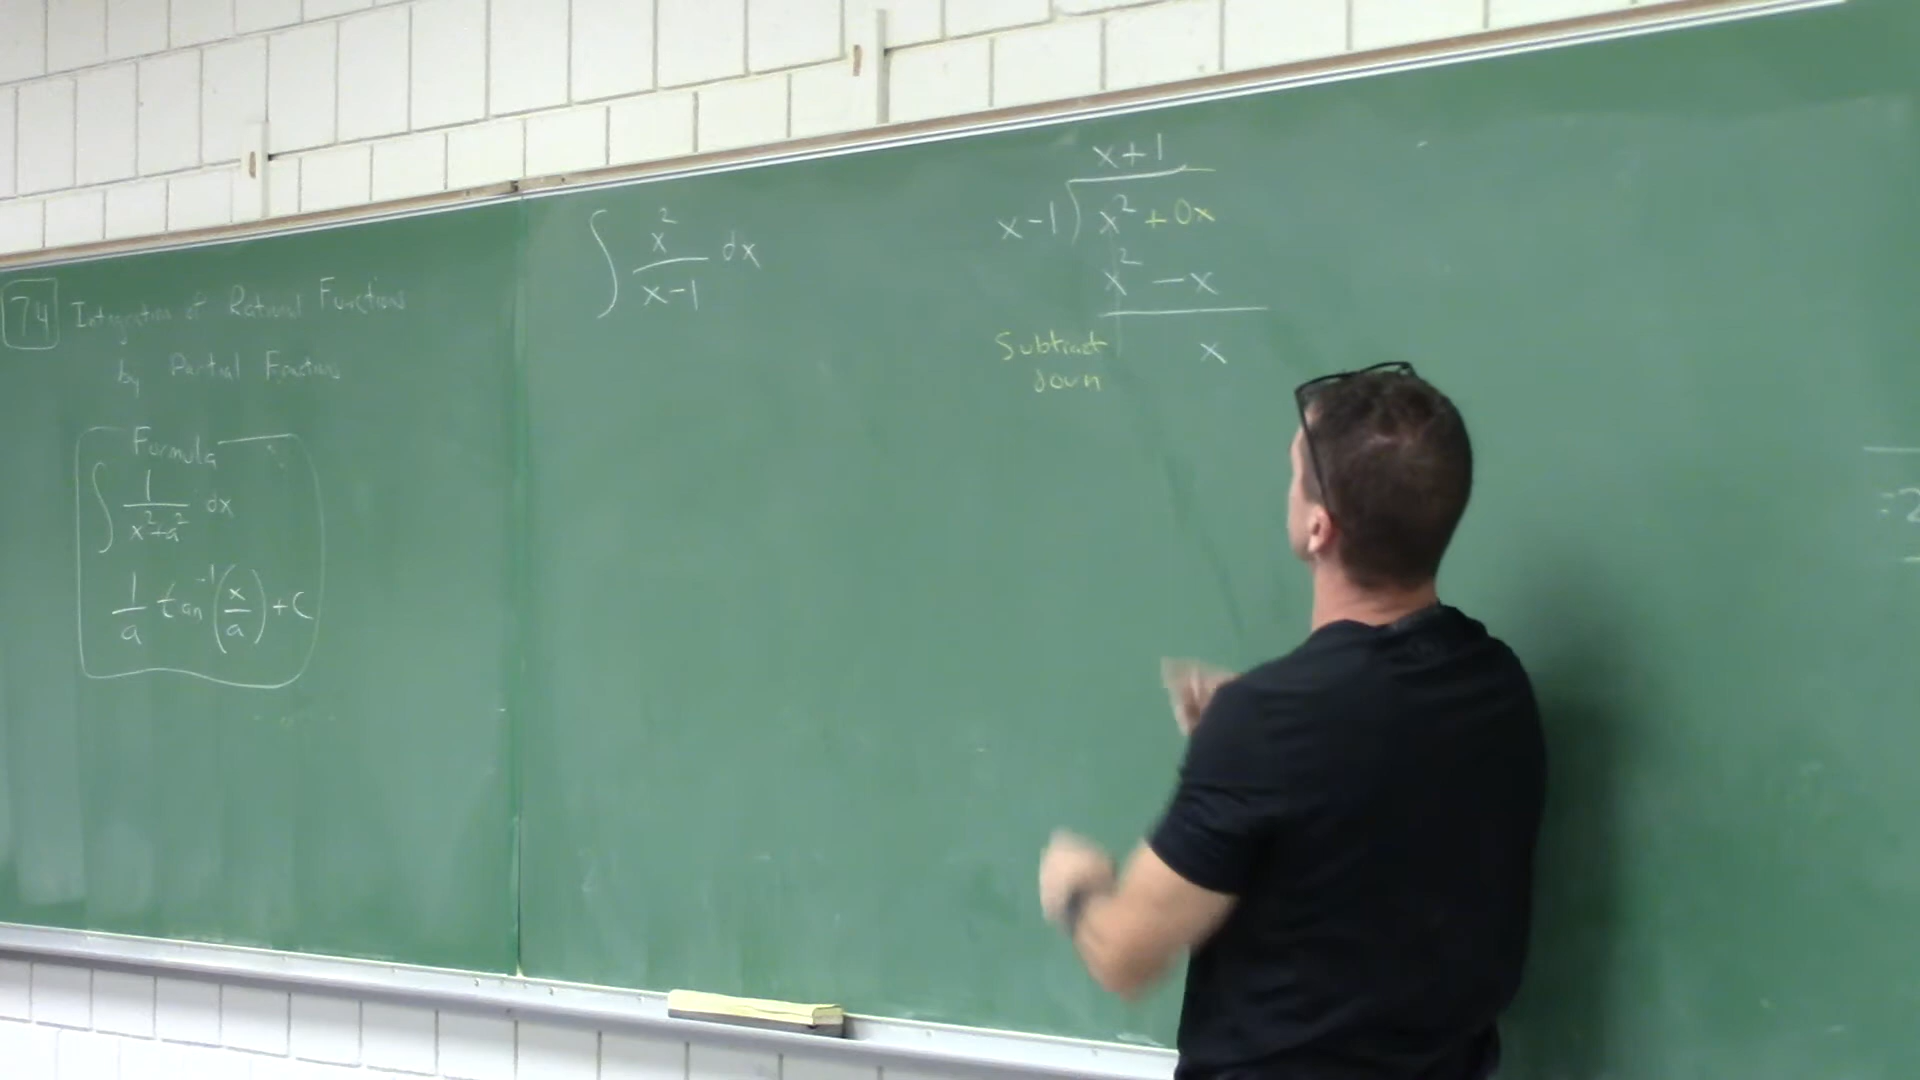 7.4 Integration of Rational Functions
by Partial Fractions
Formula
∫ 1/(x²+a²) dx
1/a tan⁻¹(x/a) + C
∫ x²/(x-1) dx
x+1
x-1 ) x² + 0x
x² - x
x
Subtract
down